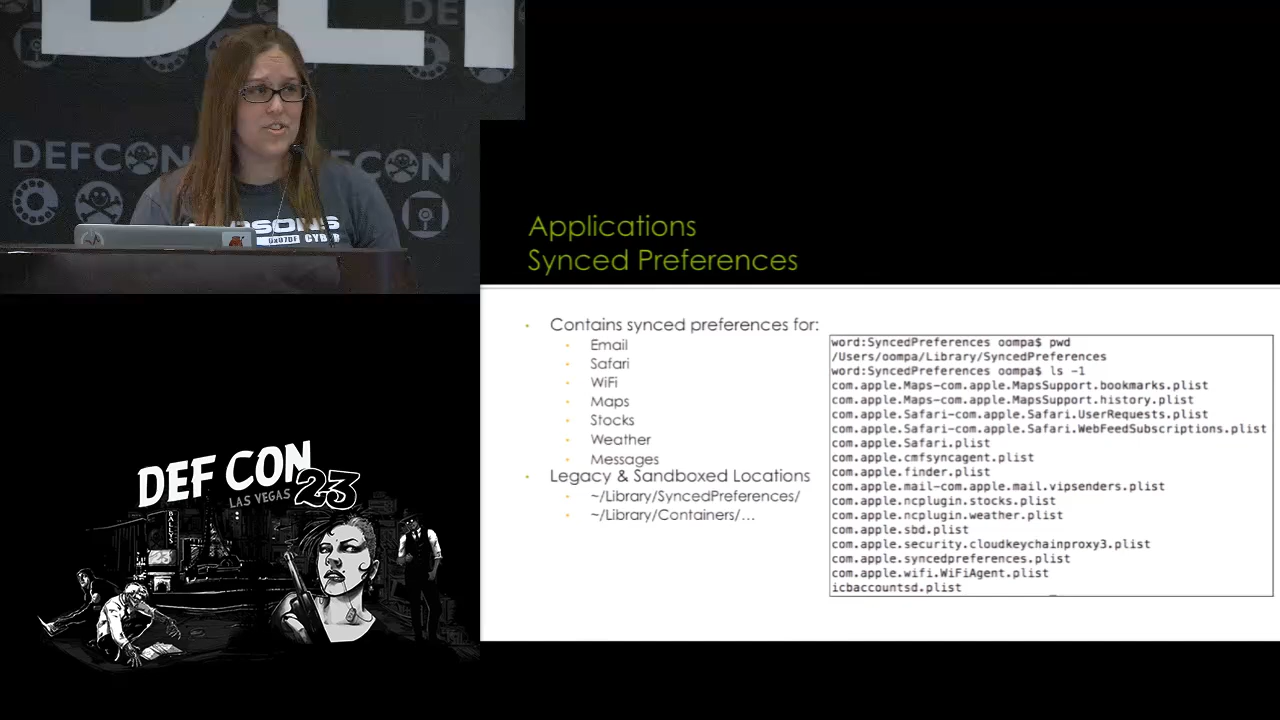 DEFCON
DEFCON
Applications
Synced Preferences
Contains synced preferences for:
Email
Safari
WiFi
Maps
Stocks
Weather
Messages
Legacy & Sandboxed Locations
~/Library/SyncedPreferences/
~/Library/Containers/…
word:SyncedPreferences oompa$ pwd
/Users/oompa/Library/SyncedPreferences
word:SyncedPreferences oompa$ ls -1
com.apple.Maps-com.apple.MapsSupport.bookmarks.plist
com.apple.Maps-com.apple.MapsSupport.history.plist
com.apple.Safari-com.apple.Safari.UserRequests.plist
com.apple.Safari-com.apple.Safari.WebFeedSubscriptions.plist
com.apple.Safari.plist
com.apple.cmfsyncagent.plist
com.apple.finder.plist
com.apple.mail-com.apple.mail.vipsenders.plist
com.apple.ncplugin.stocks.plist
com.apple.ncplugin.weather.plist
com.apple.sbd.plist
com.apple.security.cloudkeychainproxy3.plist
com.apple.syncedpreferences.plist
com.apple.wifi.WiFiAgent.plist
icbaccountsd.plist
DEF CON
LAS VEGAS 23
BALLYS